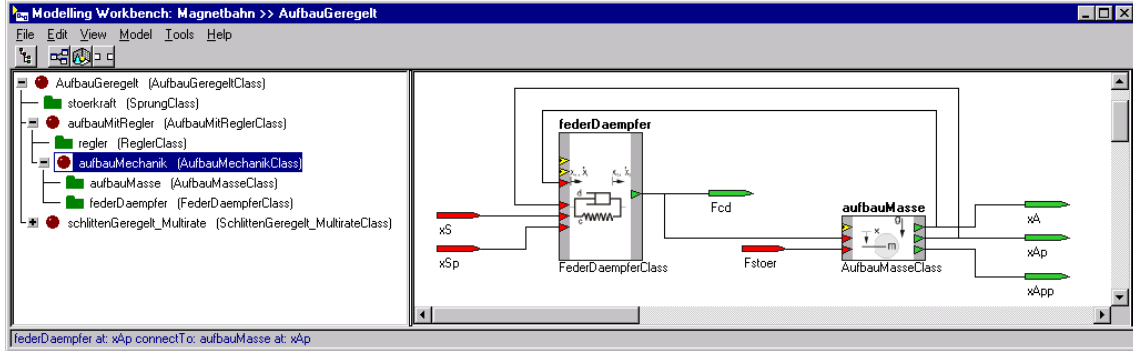 Modelling Workbench: Magnetbahn >> AufbauGeregelt
File Edit View Model Tools Help
AufbauGeregelt (AufbauGeregeltClass)
stoerkraft (SprungClass)
aufbauMitRegler (AufbauMitReglerClass)
regler (ReglerClass)
aufbauMechanik (AufbauMechanikClass)
aufbauMasse (AufbauMasseClass)
federDaempfer (FederDaempferClass)
schlittenGeregelt_Multirate (SchlittenGeregelt_MultirateClass)
federDaempfer
d
c
FederDaempferClass
xS
xSp
Fcd
Fstoer
aufbauMasse
g
x
m
AufbauMasseClass
xA
xAp
xApp
federDaempfer at: xAp connectTo: aufbauMasse at: xAp